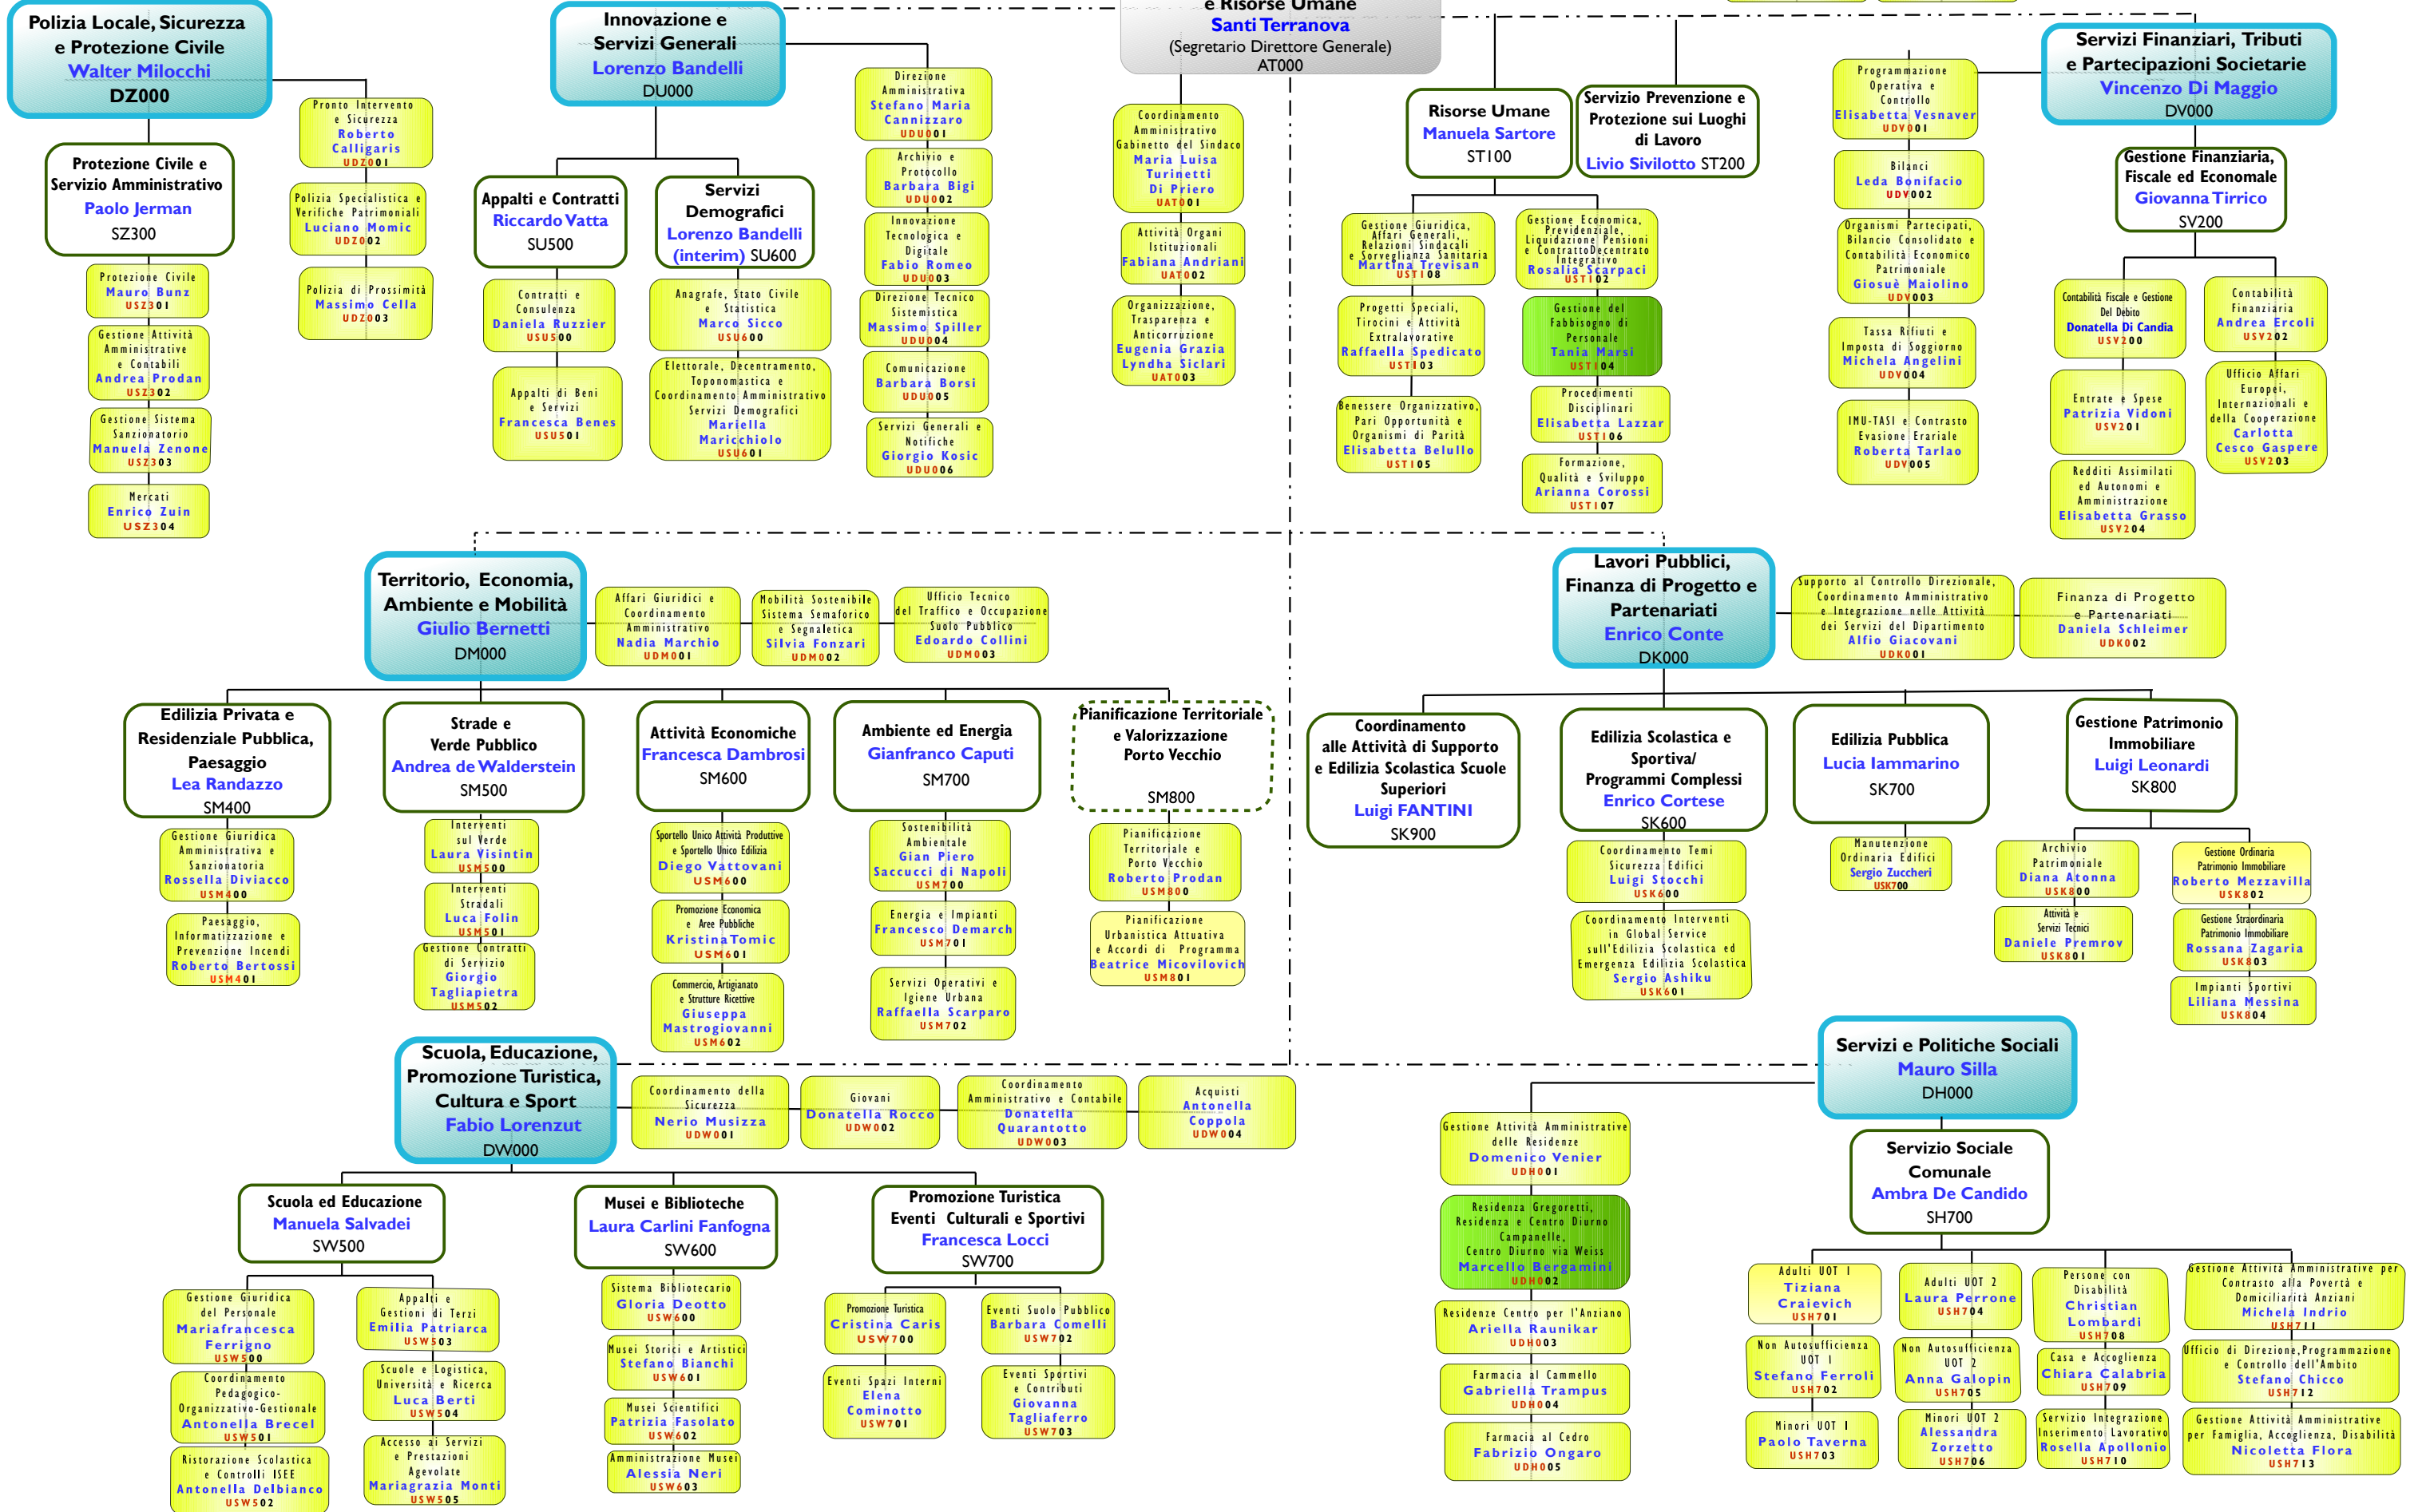 Polizia Locale, Sicurezza
e Protezione Civile
Walter Milocchi
DZ000
Pronto Intervento
e Sicurezza
Roberto
Calligaris
UDZ001
Polizia Specialistica e
Verifiche Patrimoniali
Luciano Momic
UDZ002
Polizia di Prossimità
Massimo Cella
UDZ003
Protezione Civile e
Servizio Amministrativo
Paolo Jerman
SZ300
Protezione Civile
Mauro Bunz
USZ301
Gestione Attività
Amministrative
e Contabili
Andrea Prodan
USZ302
Gestione Sistema
Sanzionatorio
Manuela Zenone
USZ303
Mercati
Enrico Zuin
USZ304
Innovazione e
Servizi Generali
Lorenzo Bandelli
DU000
Appalti e Contratti
Riccardo Vatta
SU500
Contratti e
Consulenza
Daniela Ruzzier
USU500
Appalti di Beni
e Servizi
Francesca Benes
USU501
Servizi
Demografici
Lorenzo Bandelli
(interim) SU600
Anagrafe, Stato Civile
e Statistica
Marco Sicco
USU600
Elettorale, Decentramento,
Toponomastica e
Coordinamento Amministrativo
Servizi Demografici
Mariella
Maricchiolo
USU601
Direzione
Amministrativa
Stefano Maria
Cannizzaro
UDU001
Archivio e
Protocollo
Barbara Bigi
UDU002
Innovazione
Tecnologica e
Digitale
Fabio Romeo
UDU003
Direzione Tecnico
Sistemistica
Massimo Spiller
UDU004
Comunicazione
Barbara Borsi
UDU005
Servizi Generali e
Notifiche
Giorgio Kosic
UDU006
e Risorse Umane
Santi Terranova
(Segretario Direttore Generale)
AT000
Coordinamento
Amministrativo
Gabinetto del Sindaco
Maria Luisa
Turinetti
Di Priero
UAT001
Attività Organi
Istituzionali
Fabiana Andriani
UAT002
Organizzazione,
Trasparenza e
Anticorruzione
Eugenia Grazia
Lyndha Siclari
UAT003
Risorse Umane
Manuela Sartore
ST100
Servizio Prevenzione e
Protezione sui Luoghi
di Lavoro
Livio Sivilotto ST200
Gestione Giuridica,
Affari Generali,
Relazioni Sindacali
e Sorveglianza Sanitaria
Martina Trevisan
UST108
Progetti Speciali,
Tirocini e Attività
Extralavorative
Raffaella Spedicato
UST103
Benessere Organizzativo,
Pari Opportunità e
Organismi di Parità
Elisabetta Belullo
UST105
Gestione Economica,
Previdenziale,
Liquidazione Pensioni
e ContrattoDecentrato
Integrativo
Rosalia Scarpaci
UST102
Gestione del
Fabbisogno di
Personale
Tania Marsi
UST104
Procedimenti
Disciplinari
Elisabetta Lazzar
UST106
Formazione,
Qualità e Sviluppo
Arianna Corossi
UST107
Servizi Finanziari, Tributi
e Partecipazioni Societarie
Vincenzo Di Maggio
DV000
Programmazione
Operativa e
Controllo
Elisabetta Vesnaver
UDV001
Bilanci
Leda Bonifacio
UDV002
Organismi Partecipati,
Bilancio Consolidato e
Contabilità Economico
Patrimoniale
Giosuè Maiolino
UDV003
Tassa Rifiuti e
Imposta di Soggiorno
Michela Angelini
UDV004
IMU-TASI e Contrasto
Evasione Erariale
Roberta Tarlao
UDV005
Gestione Finanziaria,
Fiscale ed Economale
Giovanna Tirrico
SV200
Contabilità Fiscale e Gestione
Del Debito
Donatella Di Candia
USV200
Entrate e Spese
Patrizia Vidoni
USV201
Redditi Assimilati
ed Autonomi e
Amministrazione
Elisabetta Grasso
USV204
Contabilità
Finanziaria
Andrea Ercoli
USV202
Ufficio Affari
Europei,
Internazionali e
della Cooperazione
Carlotta
Cesco Gaspere
USV203
Territorio, Economia,
Ambiente e Mobilità
Giulio Bernetti
DM000
Affari Giuridici e
Coordinamento
Amministrativo
Nadia Marchio
UDM001
Mobilità Sostenibile
Sistema Semaforico
e Segnaletica
Silvia Fonzari
UDM002
Ufficio Tecnico
del Traffico e Occupazione
Suolo Pubblico
Edoardo Collini
UDM003
Edilizia Privata e
Residenziale Pubblica,
Paesaggio
Lea Randazzo
SM400
Gestione Giuridica
Amministrativa e
Sanzionatoria
Rossella Diviacco
USM400
Paesaggio,
Informatizzazione e
Prevenzione Incendi
Roberto Bertossi
USM401
Strade e
Verde Pubblico
Andrea de Walderstein
SM500
Interventi
sul Verde
Laura Visintin
USM500
Interventi
Stradali
Luca Folin
USM501
Gestione Contratti
di Servizio
Giorgio
Tagliapietra
USM502
Attività Economiche
Francesca Dambrosi
SM600
Sportello Unico Attività Produttive
e Sportello Unico Edilizia
Diego Vattovani
USM600
Promozione Economica
e Aree Pubbliche
KristinaTomic
USM601
Commercio, Artigianato
e Strutture Ricettive
Giuseppa
Mastrogiovanni
USM602
Ambiente ed Energia
Gianfranco Caputi
SM700
Sostenibilità
Ambientale
Gian Piero
Saccucci di Napoli
USM700
Energia e Impianti
Francesco Demarch
USM701
Servizi Operativi e
Igiene Urbana
Raffaella Scarparo
USM702
Pianificazione Territoriale
e Valorizzazione
Porto Vecchio
SM800
Pianificazione
Territoriale e
Porto Vecchio
Roberto Prodan
USM800
Pianificazione
Urbanistica Attuativa
e Accordi di Programma
Beatrice Micovilovich
USM801
Lavori Pubblici,
Finanza di Progetto e
Partenariati
Enrico Conte
DK000
Supporto al Controllo Direzionale,
Coordinamento Amministrativo
e Integrazione nelle Attività
dei Servizi del Dipartimento
Alfio Giacovani
UDK001
Finanza di Progetto
e Partenariati
Daniela Schleimer
UDK002
Coordinamento
alle Attività di Supporto
e Edilizia Scolastica Scuole
Superiori
Luigi FANTINI
SK900
Edilizia Scolastica e
Sportiva/
Programmi Complessi
Enrico Cortese
SK600
Coordinamento Temi
Sicurezza Edifici
Luigi Stocchi
USK600
Coordinamento Interventi
in Global Service
sull'Edilizia Scolastica ed
Emergenza Edilizia Scolastica
Sergio Ashiku
USK601
Edilizia Pubblica
Lucia Iammarino
SK700
Manutenzione
Ordinaria Edifici
Sergio Zuccheri
USK700
Gestione Patrimonio
Immobiliare
Luigi Leonardi
SK800
Archivio
Patrimoniale
Diana Atonna
USK800
Attività e
Servizi Tecnici
Daniele Premrov
USK801
Gestione Ordinaria
Patrimonio Immobiliare
Roberto Mezzavilla
USK802
Gestione Straordinaria
Patrimonio Immobiliare
Rossana Zagaria
USK803
Impianti Sportivi
Liliana Messina
USK804
Scuola, Educazione,
Promozione Turistica,
Cultura e Sport
Fabio Lorenzut
DW000
Coordinamento della
Sicurezza
Nerio Musizza
UDW001
Giovani
Donatella Rocco
UDW002
Coordinamento
Amministrativo e Contabile
Donatella
Quarantotto
UDW003
Acquisti
Antonella
Coppola
UDW004
Scuola ed Educazione
Manuela Salvadei
SW500
Gestione Giuridica
del Personale
Mariafrancesca
Ferrigno
USW500
Coordinamento
Pedagogico-
Organizzativo-Gestionale
Antonella Brecel
USW501
Ristorazione Scolastica
e Controlli ISEE
Antonella Delbianco
USW502
Appalti e
Gestioni di Terzi
Emilia Patriarca
USW503
Scuole e Logistica,
Università e Ricerca
Luca Berti
USW504
Accesso ai Servizi
e Prestazioni
Agevolate
Mariagrazia Monti
USW505
Musei e Biblioteche
Laura Carlini Fanfogna
SW600
Sistema Bibliotecario
Gloria Deotto
USW600
Musei Storici e Artistici
Stefano Bianchi
USW601
Musei Scientifici
Patrizia Fasolato
USW602
Amministrazione Musei
Alessia Neri
USW603
Promozione Turistica
Eventi Culturali e Sportivi
Francesca Locci
SW700
Promozione Turistica
Cristina Caris
USW700
Eventi Spazi Interni
Elena
Cominotto
USW701
Eventi Suolo Pubblico
Barbara Comelli
USW702
Eventi Sportivi
e Contributi
Giovanna
Tagliaferro
USW703
Servizi e Politiche Sociali
Mauro Silla
DH000
Gestione Attività Amministrative
delle Residenze
Domenico Venier
UDH001
Residenza Gregoretti,
Residenza e Centro Diurno
Campanelle,
Centro Diurno via Weiss
Marcello Bergamini
UDH002
Residenze Centro per l'Anziano
Ariella Raunikar
UDH003
Farmacia al Cammello
Gabriella Trampus
UDH004
Farmacia al Cedro
Fabrizio Ongaro
UDH005
Servizio Sociale
Comunale
Ambra De Candido
SH700
Adulti UOT 1
Tiziana
Craievich
USH701
Non Autosufficienza
UOT 1
Stefano Ferroli
USH702
Minori UOT 1
Paolo Taverna
USH703
Adulti UOT 2
Laura Perrone
USH704
Non Autosufficienza
UOT 2
Anna Galopin
USH705
Minori UOT 2
Alessandra
Zorzetto
USH706
Persone con
Disabilità
Christian
Lombardi
USH708
Casa e Accoglienza
Chiara Calabria
USH709
Servizio Integrazione
Inserimento Lavorativo
Rosella Apollonio
USH710
Gestione Attività Amministrative per
Contrasto alla Povertà e
Domiciliarità Anziani
Michela Indrio
USH711
Ufficio di Direzione,Programmazione
e Controllo dell'Ambito
Stefano Chicco
USH712
Gestione Attività Amministrative
per Famiglia, Accoglienza, Disabilità
Nicoletta Flora
USH713